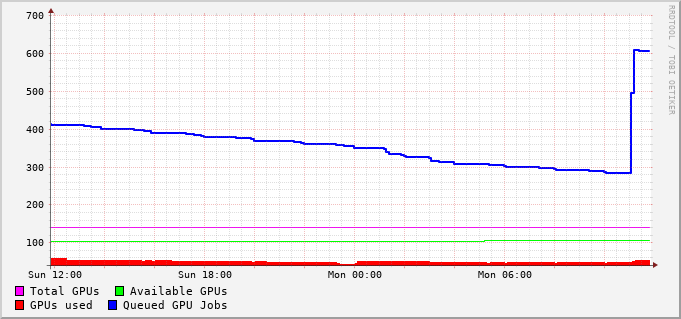 700
600
500
400
300
200
100
Sun 12:00 Sun 18:00 Mon 00:00 Mon 06:00
Total GPUs Available GPUs
GPUs used Queued GPU Jobs
RRDTOOL / TOBI OETIKER